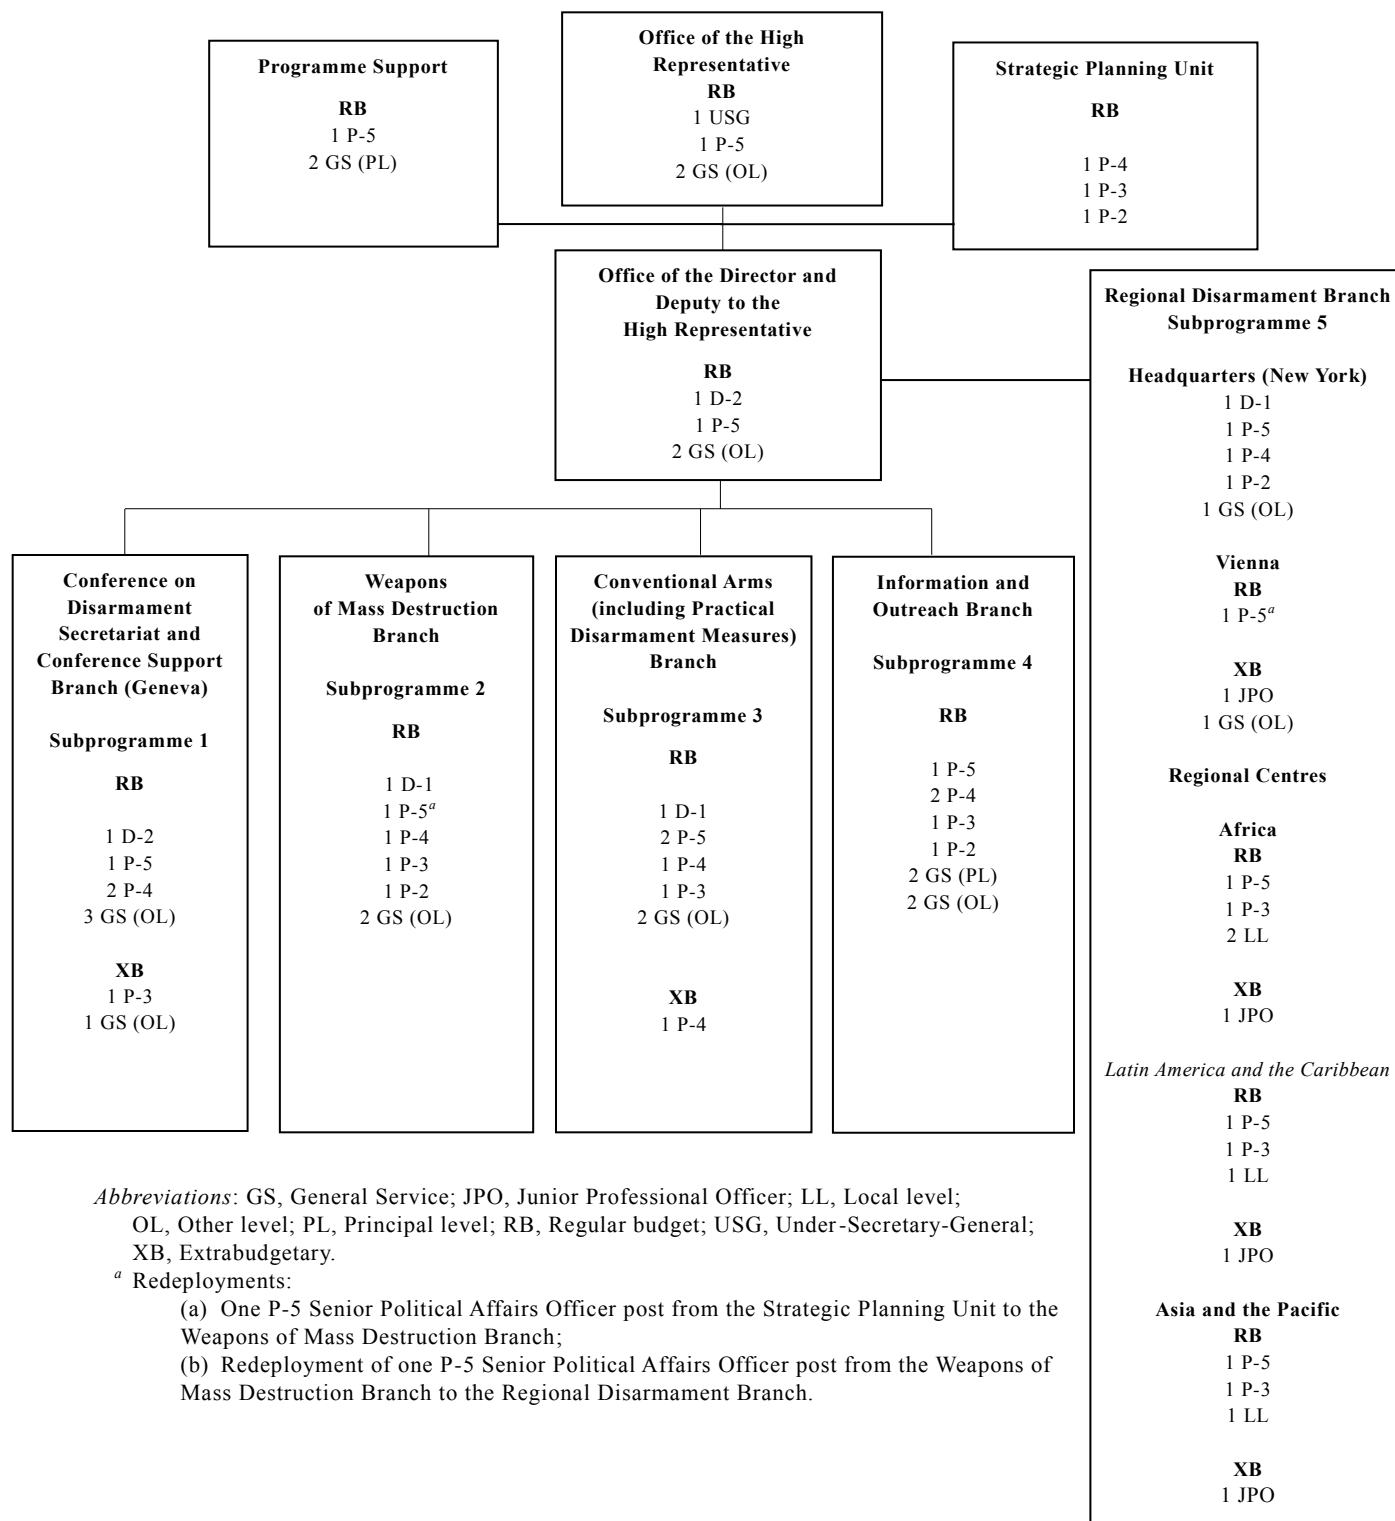 Programme Support
RB
1 P-5
2 GS (PL)
Office of the High
Representative
RB
1 USG
1 P-5
2 GS (OL)
Strategic Planning Unit
RB
1 P-4
1 P-3
1 P-2
Office of the Director and
Deputy to the
High Representative
RB
1 D-2
1 P-5
2 GS (OL)
Regional Disarmament Branch
Subprogramme 5
Headquarters (New York)
1 D-1
1 P-5
1 P-4
1 P-2
1 GS (OL)
Vienna
RB
1 P-5a
XB
1 JPO
1 GS (OL)
Regional Centres
Africa
RB
1 P-5
1 P-3
2 LL
XB
1 JPO
Latin America and the Caribbean
RB
1 P-5
1 P-3
1 LL
XB
1 JPO
Asia and the Pacific
RB
1 P-5
1 P-3
1 LL
XB
1 JPO
Conference on
Disarmament
Secretariat and
Conference Support
Branch (Geneva)
Subprogramme 1
RB
1 D-2
1 P-5
2 P-4
3 GS (OL)
XB
1 P-3
1 GS (OL)
Weapons
of Mass Destruction
Branch
Subprogramme 2
RB
1 D-1
1 P-5a
1 P-4
1 P-3
1 P-2
2 GS (OL)
Conventional Arms
(including Practical
Disarmament Measures)
Branch
Subprogramme 3
RB
1 D-1
2 P-5
1 P-4
1 P-3
2 GS (OL)
XB
1 P-4
Information and
Outreach Branch
Subprogramme 4
RB
1 P-5
2 P-4
1 P-3
1 P-2
2 GS (PL)
2 GS (OL)
Abbreviations: GS, General Service; JPO, Junior Professional Officer; LL, Local level;
OL, Other level; PL, Principal level; RB, Regular budget; USG, Under-Secretary-General;
XB, Extrabudgetary.
a Redeployments:
(a) One P-5 Senior Political Affairs Officer post from the Strategic Planning Unit to the
Weapons of Mass Destruction Branch;
(b) Redeployment of one P-5 Senior Political Affairs Officer post from the Weapons of
Mass Destruction Branch to the Regional Disarmament Branch.